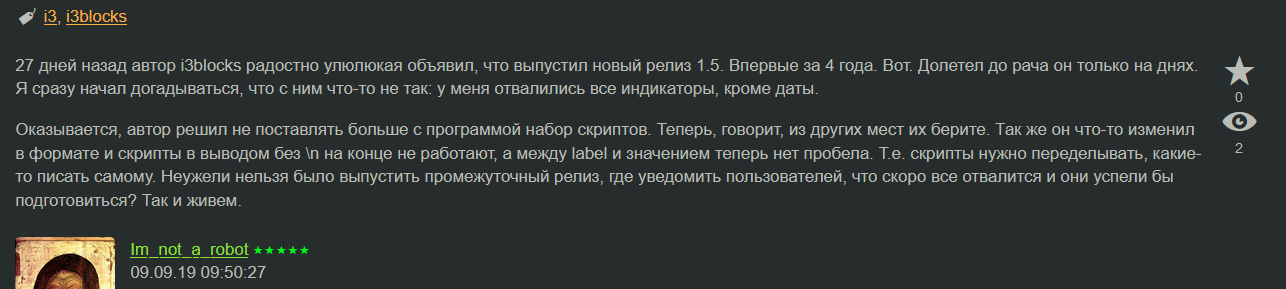 i3, i3blocks
27 дней назад автор i3blocks радостно улюлюкая объявил, что выпустил новый релиз 1.5. Впервые за 4 года. Вот. Долетел до рача он только на днях.
Я сразу начал догадываться, что с ним что-то не так: у меня отвалились все индикаторы, кроме даты.
0
Оказывается, автор решил не поставлять больше с программой набор скриптов. Теперь, говорит, из других мест их берите. Так же он что-то изменил
в формате и скрипты в выводом без \n на конце не работают, а между label и значением теперь нет пробела. Т.е. скрипты нужно переделывать, какие-
2
то писать самому. Неужели нельзя было выпустить промежуточный релиз, где уведомить пользователей, что скоро все отвалится и они успели бы
подготовиться? Так и живем.
Im_not_a_robot ★★★★★
09.09.19 09:50:27